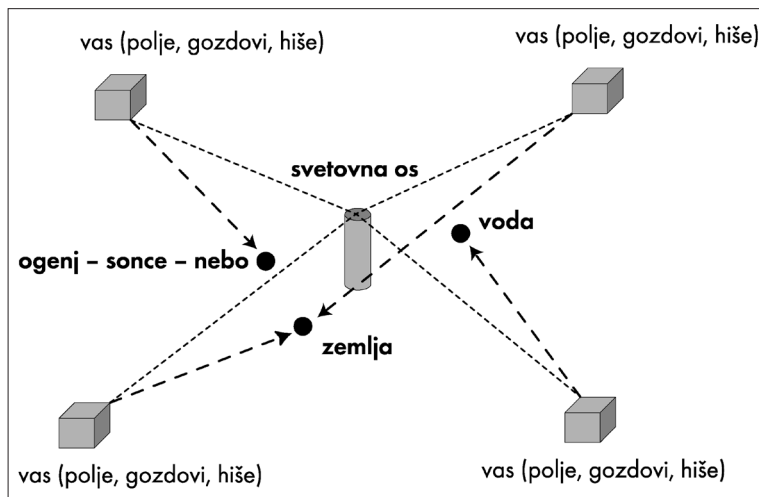 vas (polje, gozdovi, hiše)
vas (polje, gozdovi, hiše)
svetovna os
voda
ogenj – sonce – nebo
zemlja
vas (polje, gozdovi, hiše)
vas (polje, gozdovi, hiše)